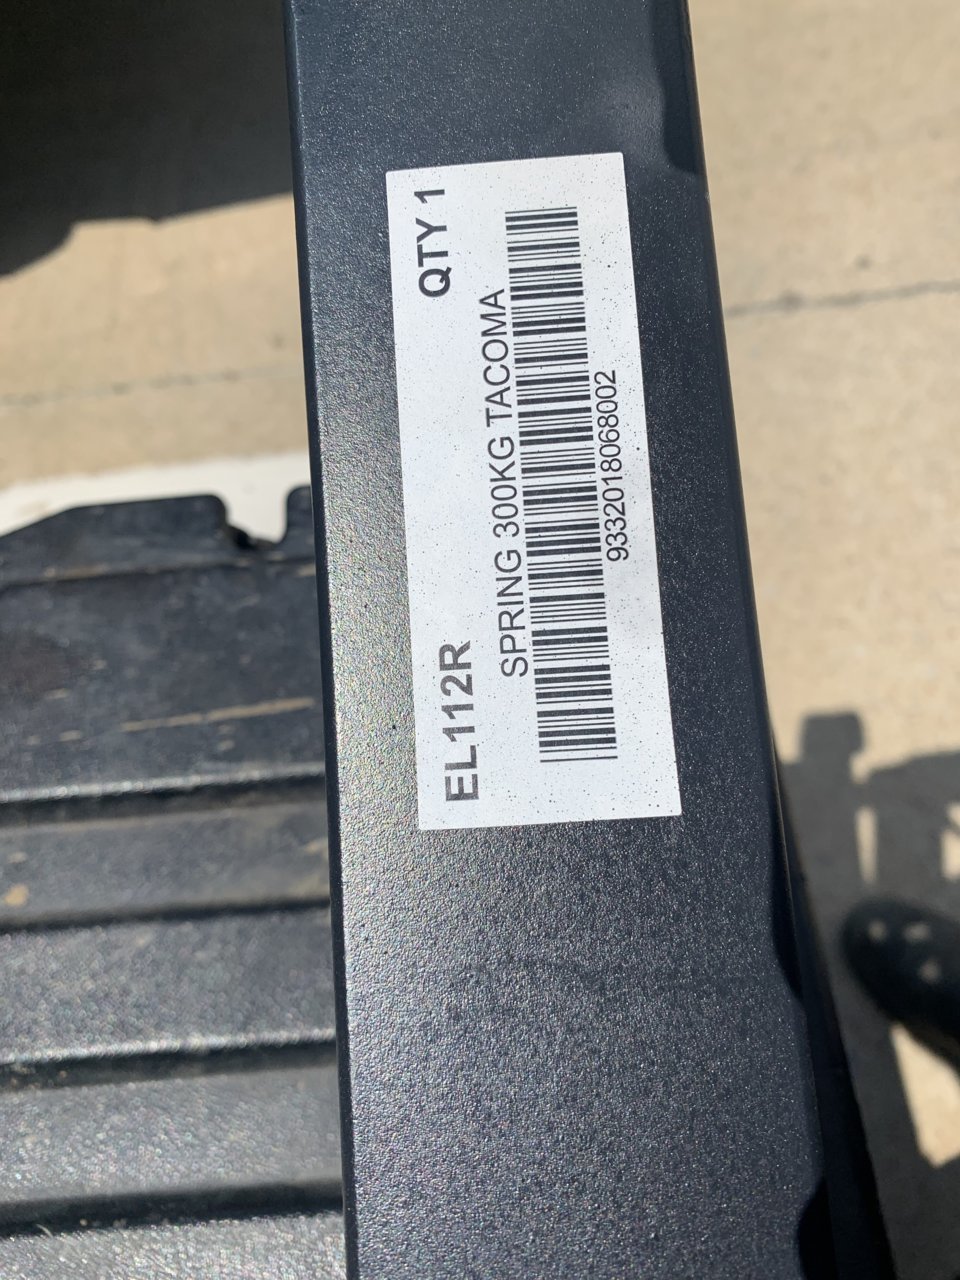 EL112R QTY 1
SPRING 300KG TACOMA
9332018068002